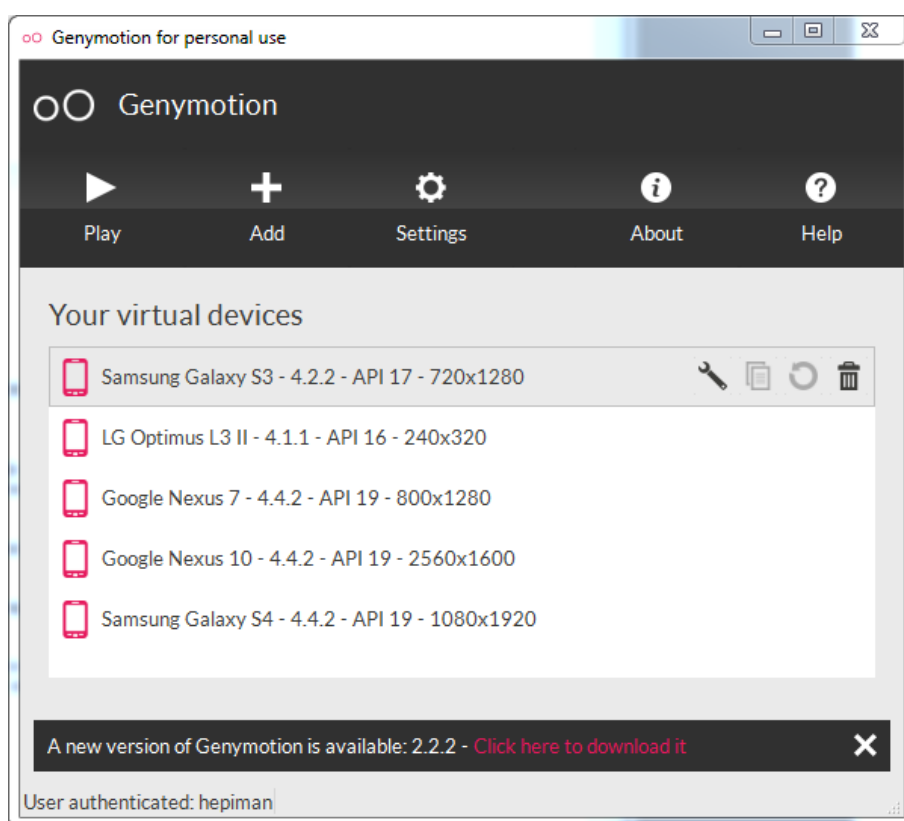 Genymotion for personal use
Genymotion
Play Add Settings About Help
Your virtual devices
Samsung Galaxy S3 - 4.2.2 - API 17 - 720x1280
LG Optimus L3 II - 4.1.1 - API 16 - 240x320
Google Nexus 7 - 4.4.2 - API 19 - 800x1280
Google Nexus 10 - 4.4.2 - API 19 - 2560x1600
Samsung Galaxy S4 - 4.4.2 - API 19 - 1080x1920
A new version of Genymotion is available: 2.2.2 - Click here to download it
User authenticated: hepiman